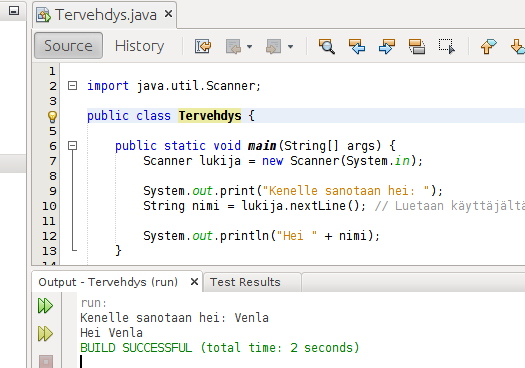 Tervehdys.java
Source History
1
2 import java.util.Scanner;
3
public class Tervehdys {
5
6 public static void main(String[] args) {
7 Scanner lukija = new Scanner(System.in);
8
9 System.out.print("Kenelle sanotaan hei: ");
10 String nimi = lukija.nextLine(); // Luetaan käyttäjältä
11
12 System.out.println("Hei " + nimi);
13 }
14
Output - Tervehdys (run) Test Results
run:
Kenelle sanotaan hei: Venla
Hei Venla
BUILD SUCCESSFUL (total time: 2 seconds)